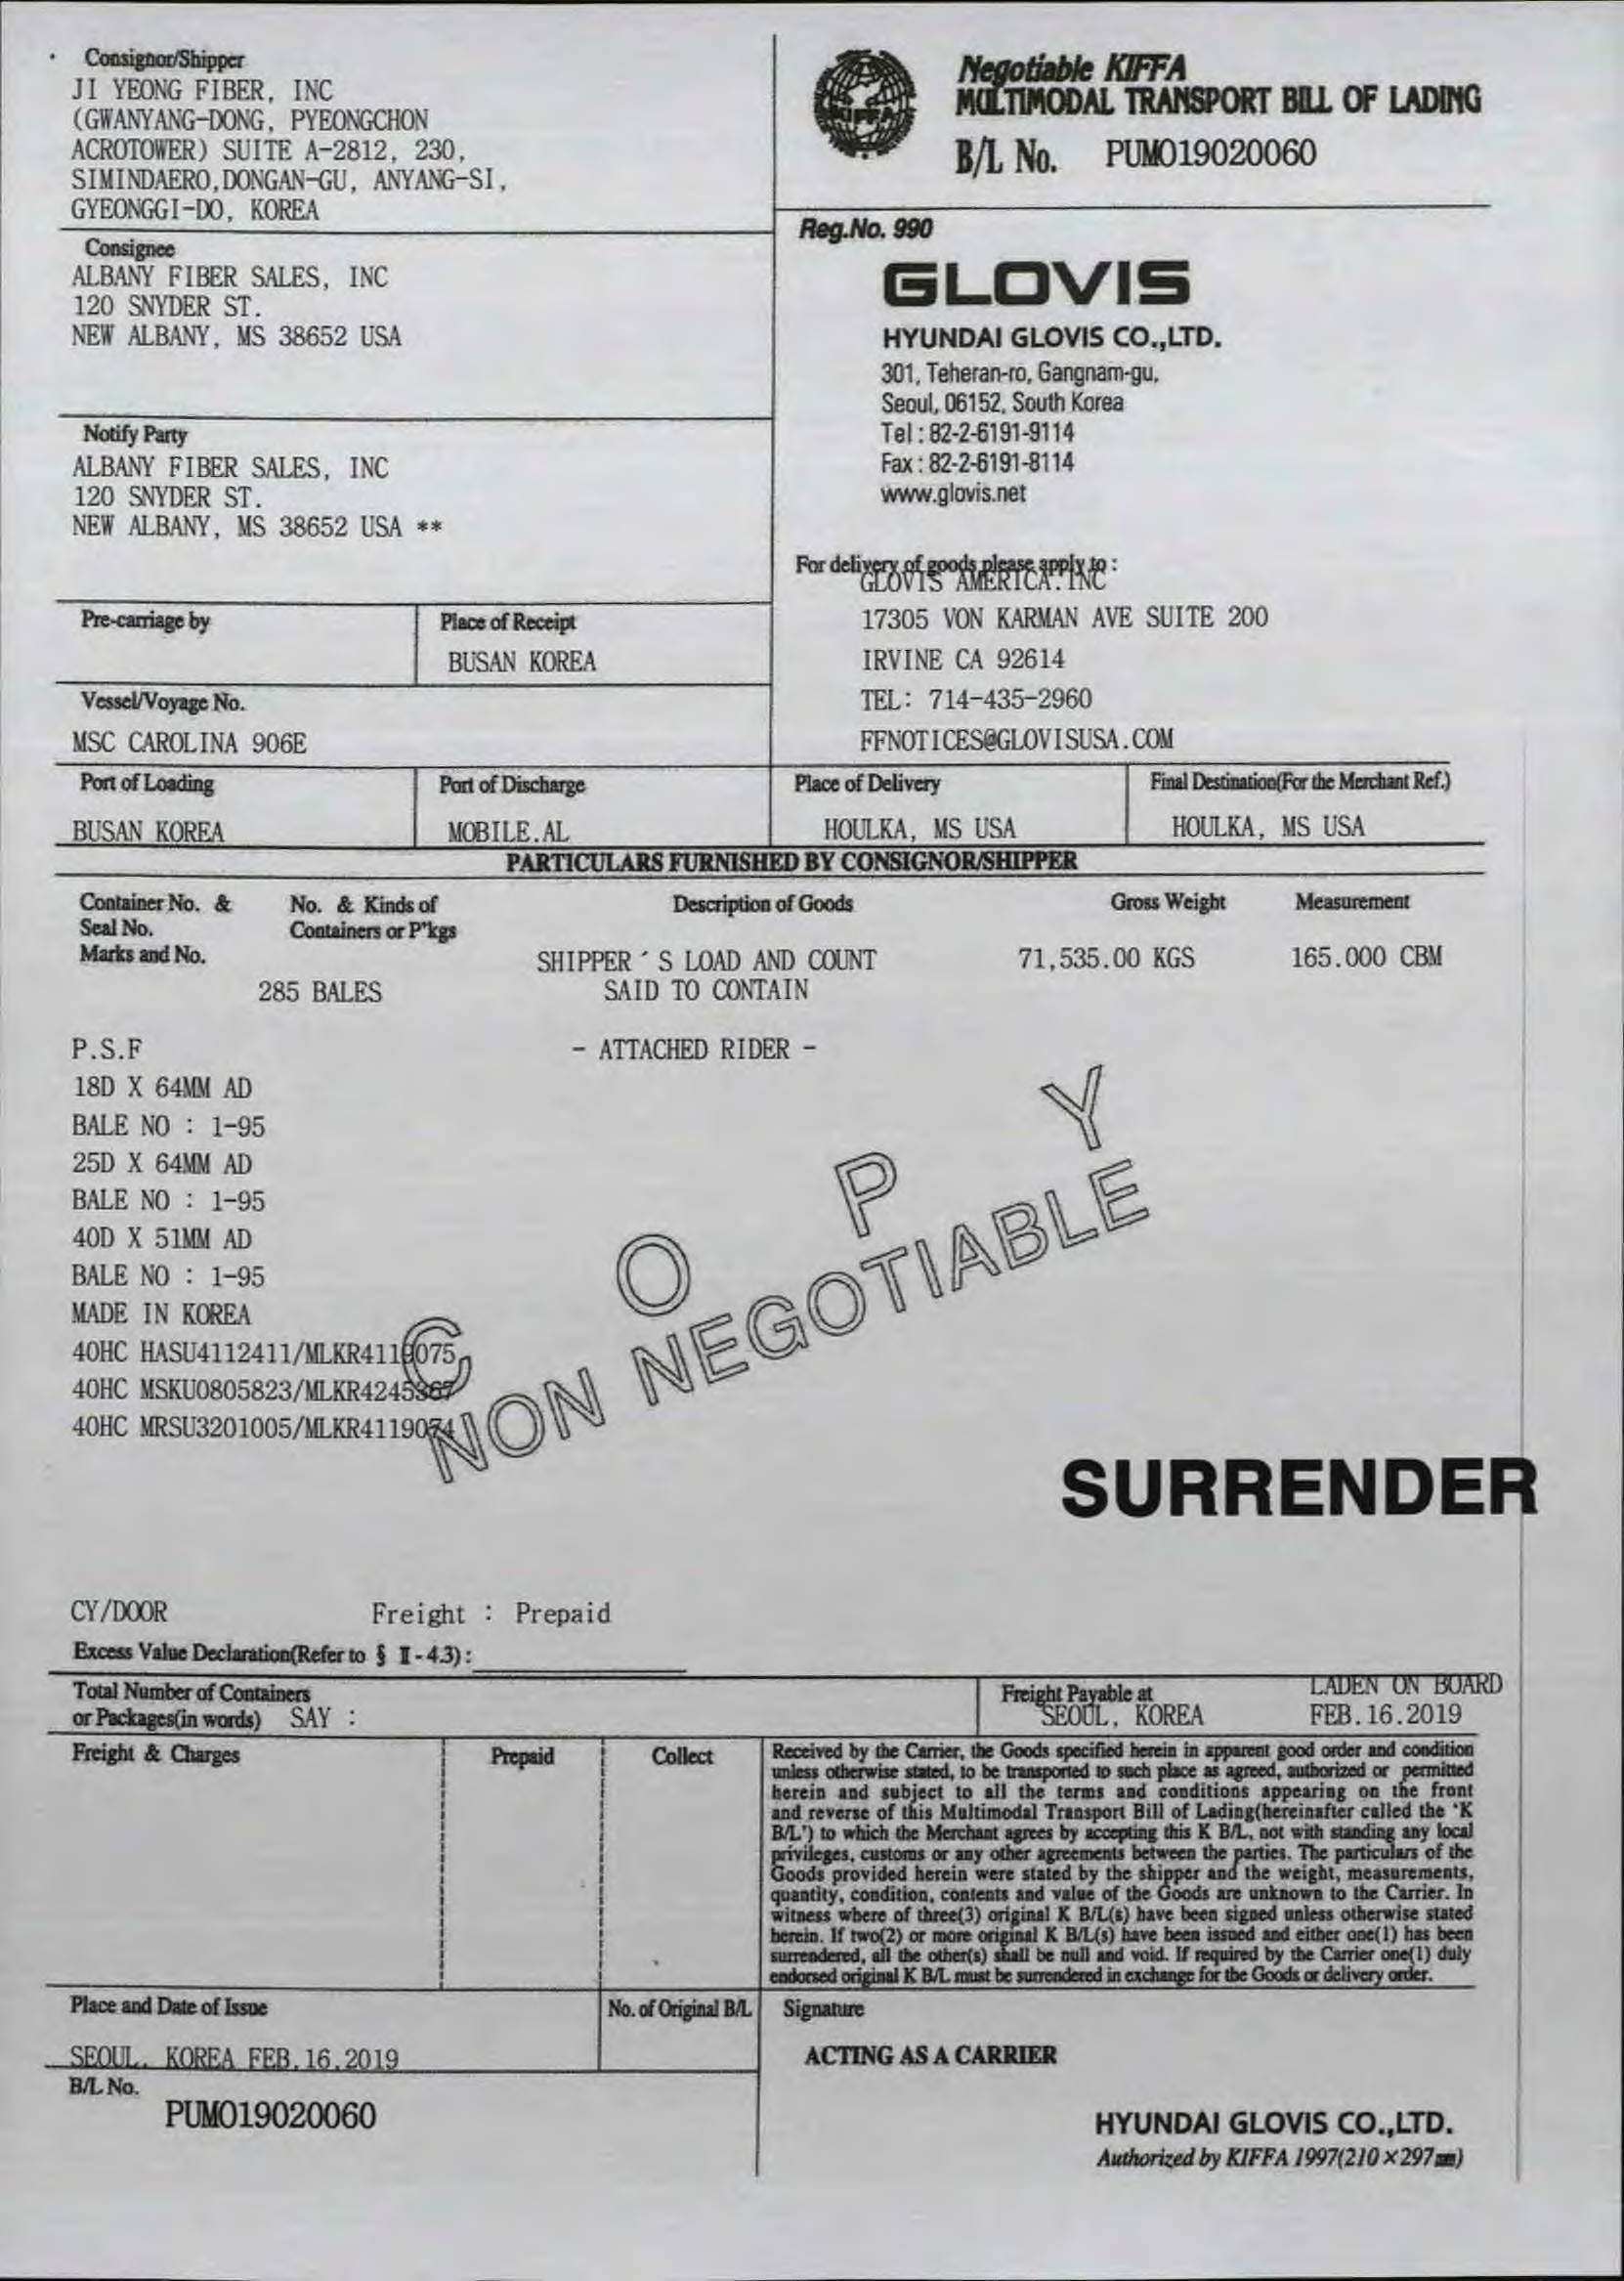 Consignor/Shipper
JI YEONG FIBER, INC
(GWANYANG-DONG, PYEONGCHON
ACROTOWER) SUITE A-2812, 230,
SIMINDAERO,DONGAN-GU, ANYANG-SI,
GYEONGGI-DO, KOREA
KIFFA
Negotiable KIFFA
MULTIMODAL TRANSPORT BILL OF LADING
B/L No. PUMO19020060
Consignee
ALBANY FIBER SALES, INC
120 SNYDER ST.
NEW ALBANY, MS 38652 USA
Reg.No. 990
GLOVIS
HYUNDAI GLOVIS CO.,LTD.
301, Teheran-ro, Gangnam-gu,
Seoul, 06152, South Korea
Tel : 82-2-6191-9114
Fax : 82-2-6191-8114
www.glovis.net
Notify Party
ALBANY FIBER SALES, INC
120 SNYDER ST.
NEW ALBANY, MS 38652 USA **
For delivery of goods please apply to :
GLOVIS AMERICA. INC
17305 VON KARMAN AVE SUITE 200
IRVINE CA 92614
TEL: 714-435-2960
FFNOTICES@GLOVISUSA.COM
Pre-carriage by
Place of Receipt
BUSAN KOREA
Vessel/Voyage No.
MSC CAROLINA 906E
Port of Loading
BUSAN KOREA
Port of Discharge
MOBILE.AL
Place of Delivery
HOULKA, MS USA
Final Destination(For the Merchant Ref.)
HOULKA, MS USA
PARTICULARS FURNISHED BY CONSIGNOR/SHIPPER
Container No. & No. & Kinds of Description of Goods Gross Weight Measurement
Seal No. Containers or P'kgs
Marks and No.
SHIPPER ' S LOAD AND COUNT 71,535.00 KGS 165.000 CBM
285 BALES SAID TO CONTAIN
P.S.F - ATTACHED RIDER -
18D X 64MM AD
BALE NO : 1-95
25D X 64MM AD
BALE NO : 1-95
40D X 51MM AD
BALE NO : 1-95
MADE IN KOREA
40HC HASU4112411/MLKR4119075
40HC MSKU0805823/MLKR4245367
40HC MRSU3201005/MLKR4119074
COPY
NON NEGOTIABLE
SURRENDER
CY/DOOR Freight : Prepaid
Excess Value Declaration(Refer to § II - 4.3) :
Total Number of Containers
or Packages(in words) SAY :
Freight Payable at
SEOUL, KOREA
LADEN ON BOARD
FEB.16.2019
Freight & Charges Prepaid Collect
Received by the Carrier, the Goods specified herein in apparent good order and condition
unless otherwise stated, to be transported to such place as agreed, authorized or permitted
herein and subject to all the terms and conditions appearing on the front
and reverse of this Multimodal Transport Bill of Lading(hereinafter called the 'K
B/L') to which the Merchant agrees by accepting this K B/L, not with standing any local
privileges, customs or any other agreements between the parties. The particulars of the
Goods provided herein were stated by the shipper and the weight, measurements,
quantity, condition, contents and value of the Goods are unknown to the Carrier. In
witness where of three(3) original K B/L(s) have been signed unless otherwise stated
herein. If two(2) or more original K B/L(s) have been issued and either one(1) has been
surrendered, all the other(s) shall be null and void. If required by the Carrier one(1) duly
endorsed original K B/L must be surrendered in exchange for the Goods or delivery order.
Place and Date of Issue
SEOUL, KOREA FEB.16.2019
No. of Original B/L
Signature
ACTING AS A CARRIER
B/L No.
PUMO19020060
HYUNDAI GLOVIS CO.,LTD.
Authorized by KIFFA 1997(210×297mm)